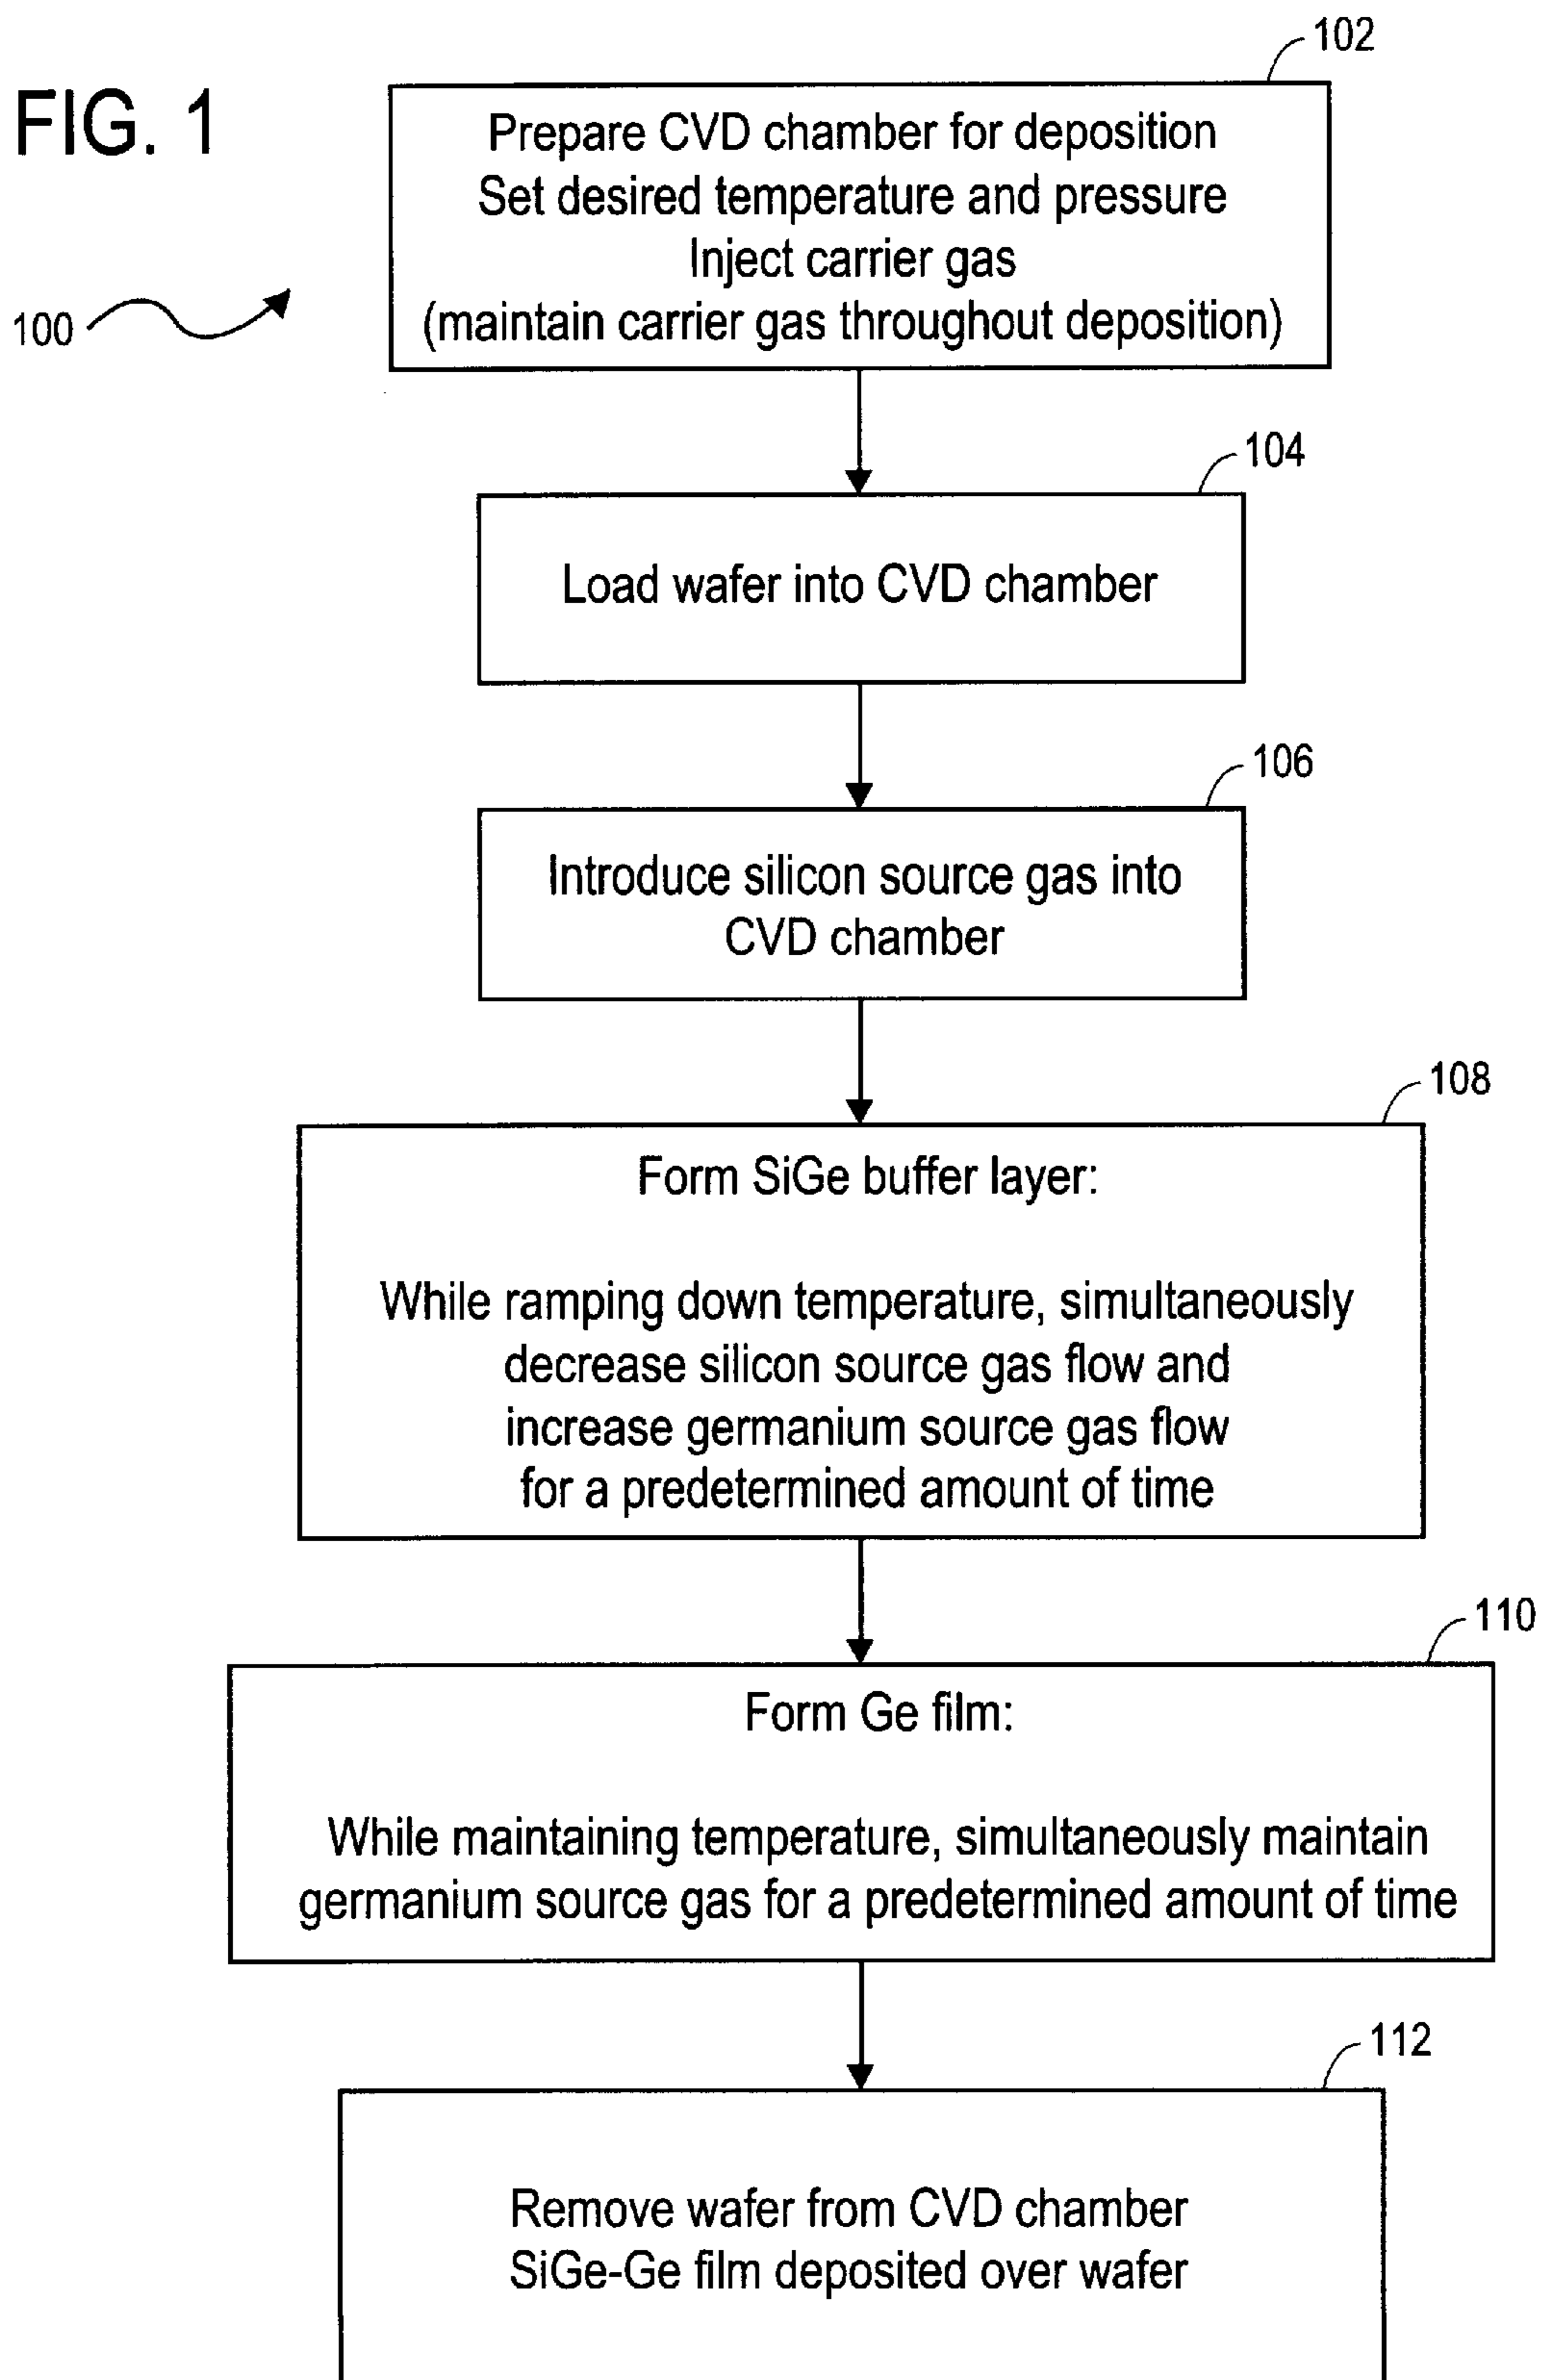 FIG. 1
100
102
Prepare CVD chamber for deposition
Set desired temperature and pressure
Inject carrier gas
(maintain carrier gas throughout deposition)
104
Load wafer into CVD chamber
106
Introduce silicon source gas into
CVD chamber
108
Form SiGe buffer layer:
While ramping down temperature, simultaneously
decrease silicon source gas flow and
increase germanium source gas flow
for a predetermined amount of time
110
Form Ge film:
While maintaining temperature, simultaneously maintain
germanium source gas for a predetermined amount of time
112
Remove wafer from CVD chamber
SiGe-Ge film deposited over wafer